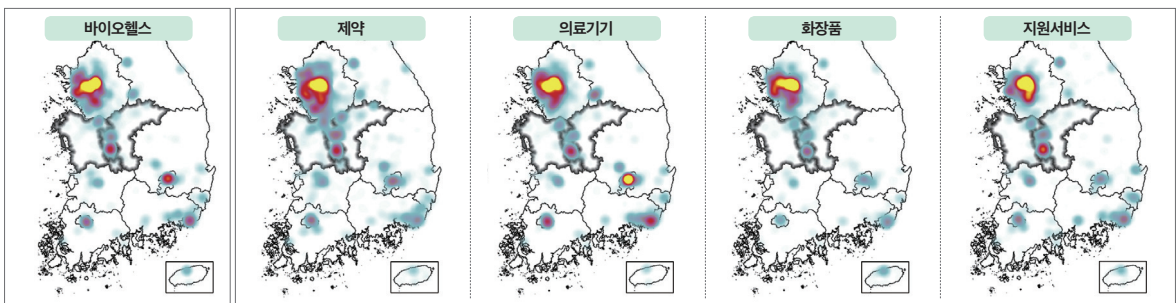 바이오헬스
제약
의료기기
화장품
지원서비스